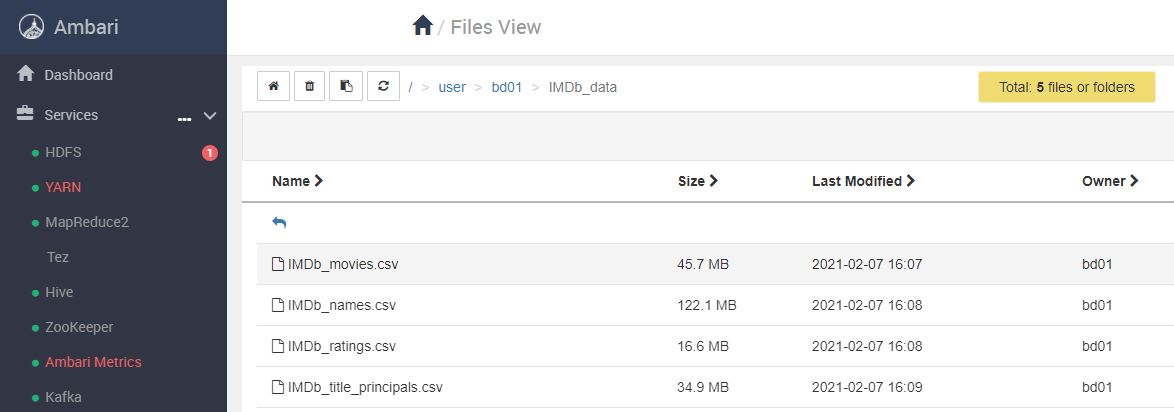 Ambari
/ Files View
Dashboard
Services ...
HDFS 1
YARN
MapReduce2
Tez
Hive
ZooKeeper
Ambari Metrics
Kafka
/ > user > bd01 > IMDb_data
Total: 5 files or folders
Name > Size > Last Modified > Owner >
IMDb_movies.csv 45.7 MB 2021-02-07 16:07 bd01
IMDb_names.csv 122.1 MB 2021-02-07 16:08 bd01
IMDb_ratings.csv 16.6 MB 2021-02-07 16:08 bd01
IMDb_title_principals.csv 34.9 MB 2021-02-07 16:09 bd01